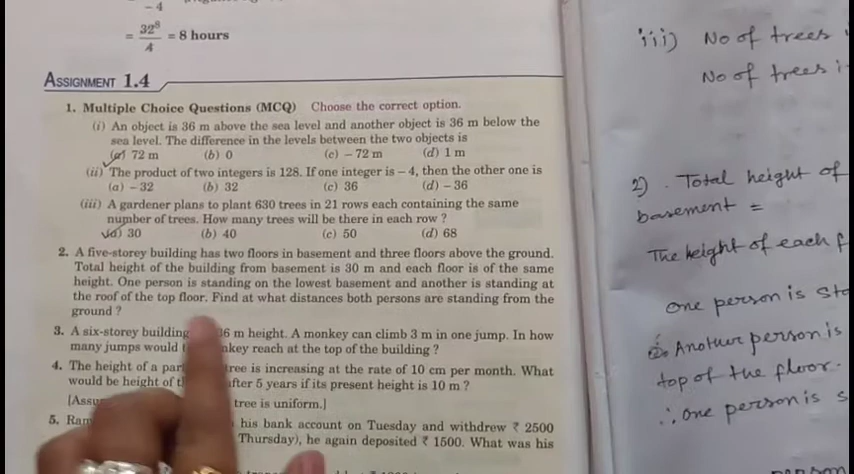 -4
= 32⁸/4 = 8 hours
ASSIGNMENT 1.4
1. Multiple Choice Questions (MCQ) Choose the correct option.
(i) An object is 36 m above the sea level and another object is 36 m below the
sea level. The difference in the levels between the two objects is
(a) 72 m (b) 0 (c) – 72 m (d) 1 m
(ii) The product of two integers is 128. If one integer is – 4, then the other one is
(a) – 32 (b) 32 (c) 36 (d) – 36
(iii) A gardener plans to plant 630 trees in 21 rows each containing the same
number of trees. How many trees will be there in each row ?
(a) 30 (b) 40 (c) 50 (d) 68
2. A five-storey building has two floors in basement and three floors above the ground.
Total height of the building from basement is 30 m and each floor is of the same
height. One person is standing on the lowest basement and another is standing at
the roof of the top floor. Find at what distances both persons are standing from the
ground ?
3. A six-storey building 36 m height. A monkey can climb 3 m in one jump. In how
many jumps would nkey reach at the top of the building ?
4. The height of a par ree is increasing at the rate of 10 cm per month. What
would be height of after 5 years if its present height is 10 m ?
[Assu tree is uniform.]
5. Ram his bank account on Tuesday and withdrew ₹ 2500
Thursday), he again deposited ₹ 1500. What was his
iii) No of trees
No of trees i
2) . Total height of
basement =
The height of each f
One person is sta
Another person is
top of the floor.
∴ one person is s
person